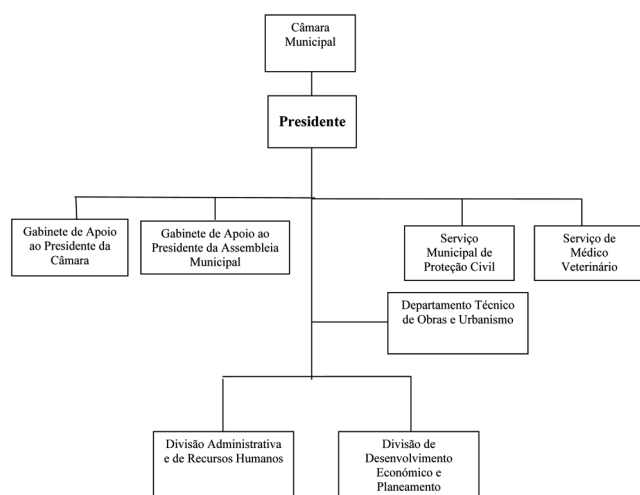 Câmara
Municipal
Presidente
Gabinete de Apoio
ao Presidente da
Câmara
Gabinete de Apoio ao
Presidente da Assembleia
Municipal
Serviço
Municipal de
Proteção Civil
Serviço de
Médico
Veterinário
Departamento Técnico
de Obras e Urbanismo
Divisão Administrativa
e de Recursos Humanos
Divisão de
Desenvolvimento
Económico e
Planeamento